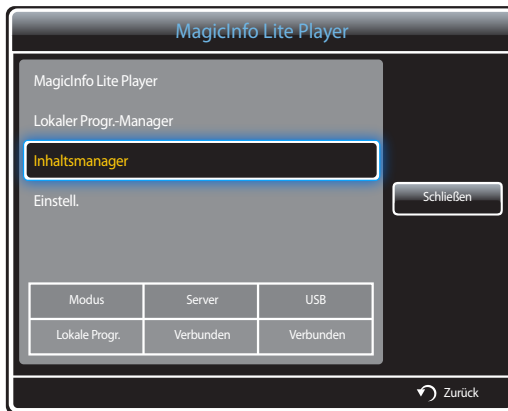 MagicInfo Lite Player
MagicInfo Lite Player
Lokaler Progr.-Manager
Inhaltsmanager
Einstell.
Schließen
Modus Server USB
Lokale Progr. Verbunden Verbunden
Zurück